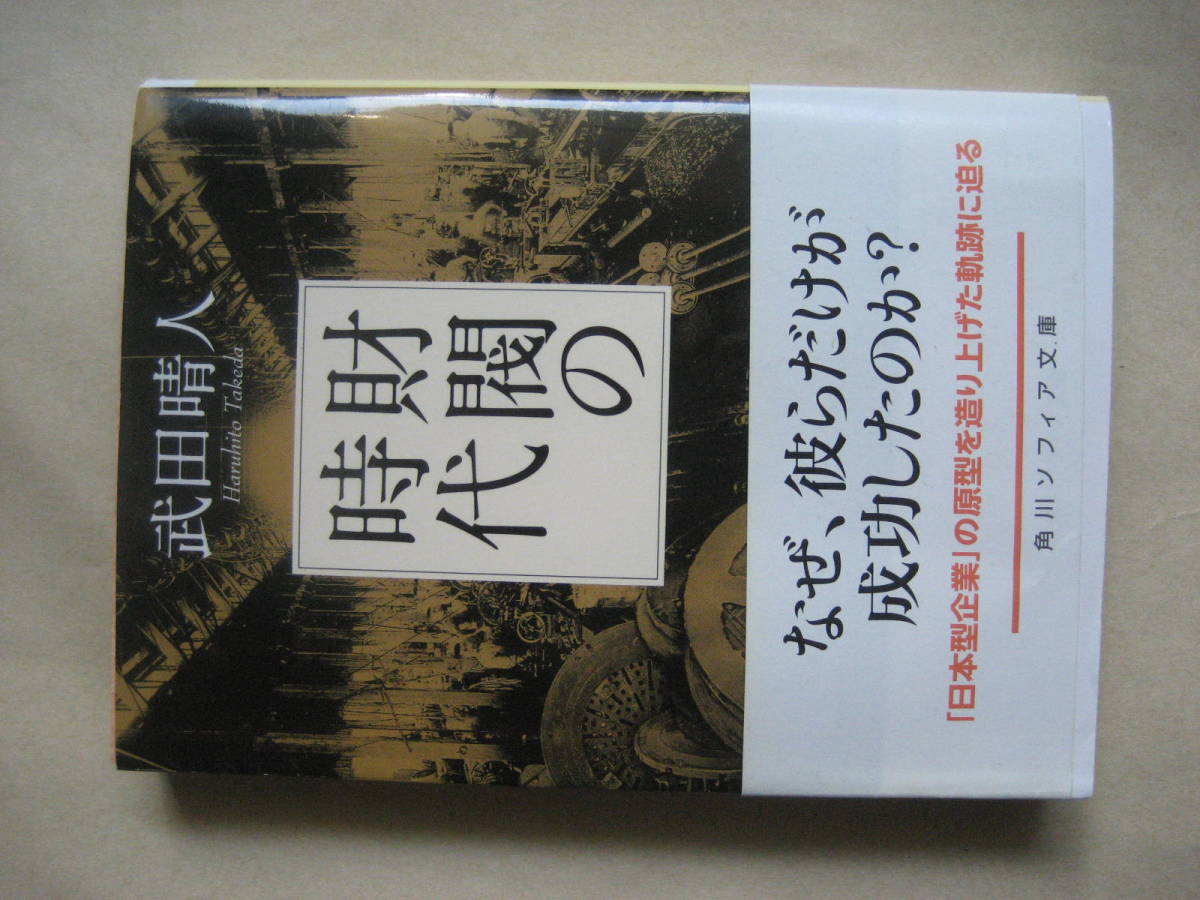 武田晴人
Haruhito Takeda
財閥の
時代
なぜ、彼らだけが
成功したのか?
「日本型企業」の原型を造り上げた軌跡に迫る
角川ソフィア文庫